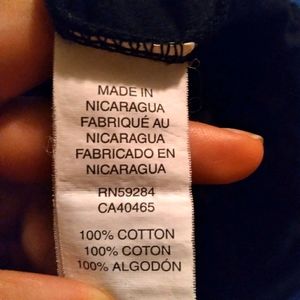 MADE IN
NICARAGUA
FABRIQUÉ AU
NICARAGUA
FABRICADO EN
NICARAGUA
RN59284
CA40465
100% COTTON
100% COTON
100% ALGODÓN